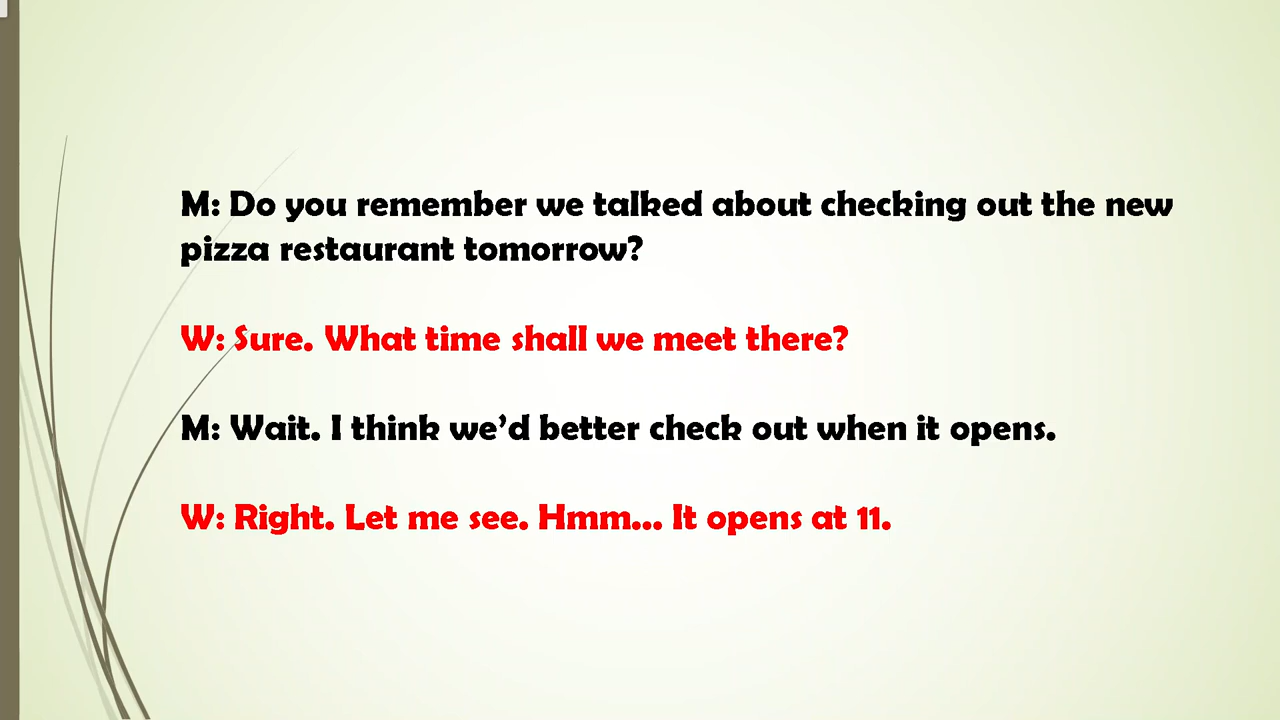 M: Do you remember we talked about checking out the new
pizza restaurant tomorrow?
W: Sure. What time shall we meet there?
M: Wait. I think we’d better check out when it opens.
W: Right. Let me see. Hmm... It opens at 11.